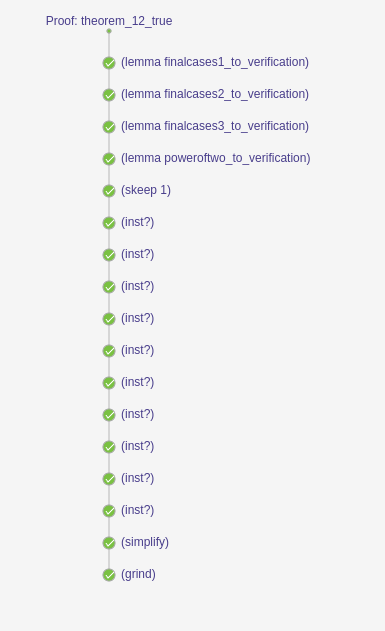 Proof: theorem_12_true
(lemma finalcases1_to_verification)
(lemma finalcases2_to_verification)
(lemma finalcases3_to_verification)
(lemma poweroftwo_to_verification)
(skeep 1)
(inst?)
(inst?)
(inst?)
(inst?)
(inst?)
(inst?)
(inst?)
(inst?)
(inst?)
(inst?)
(simplify)
(grind)